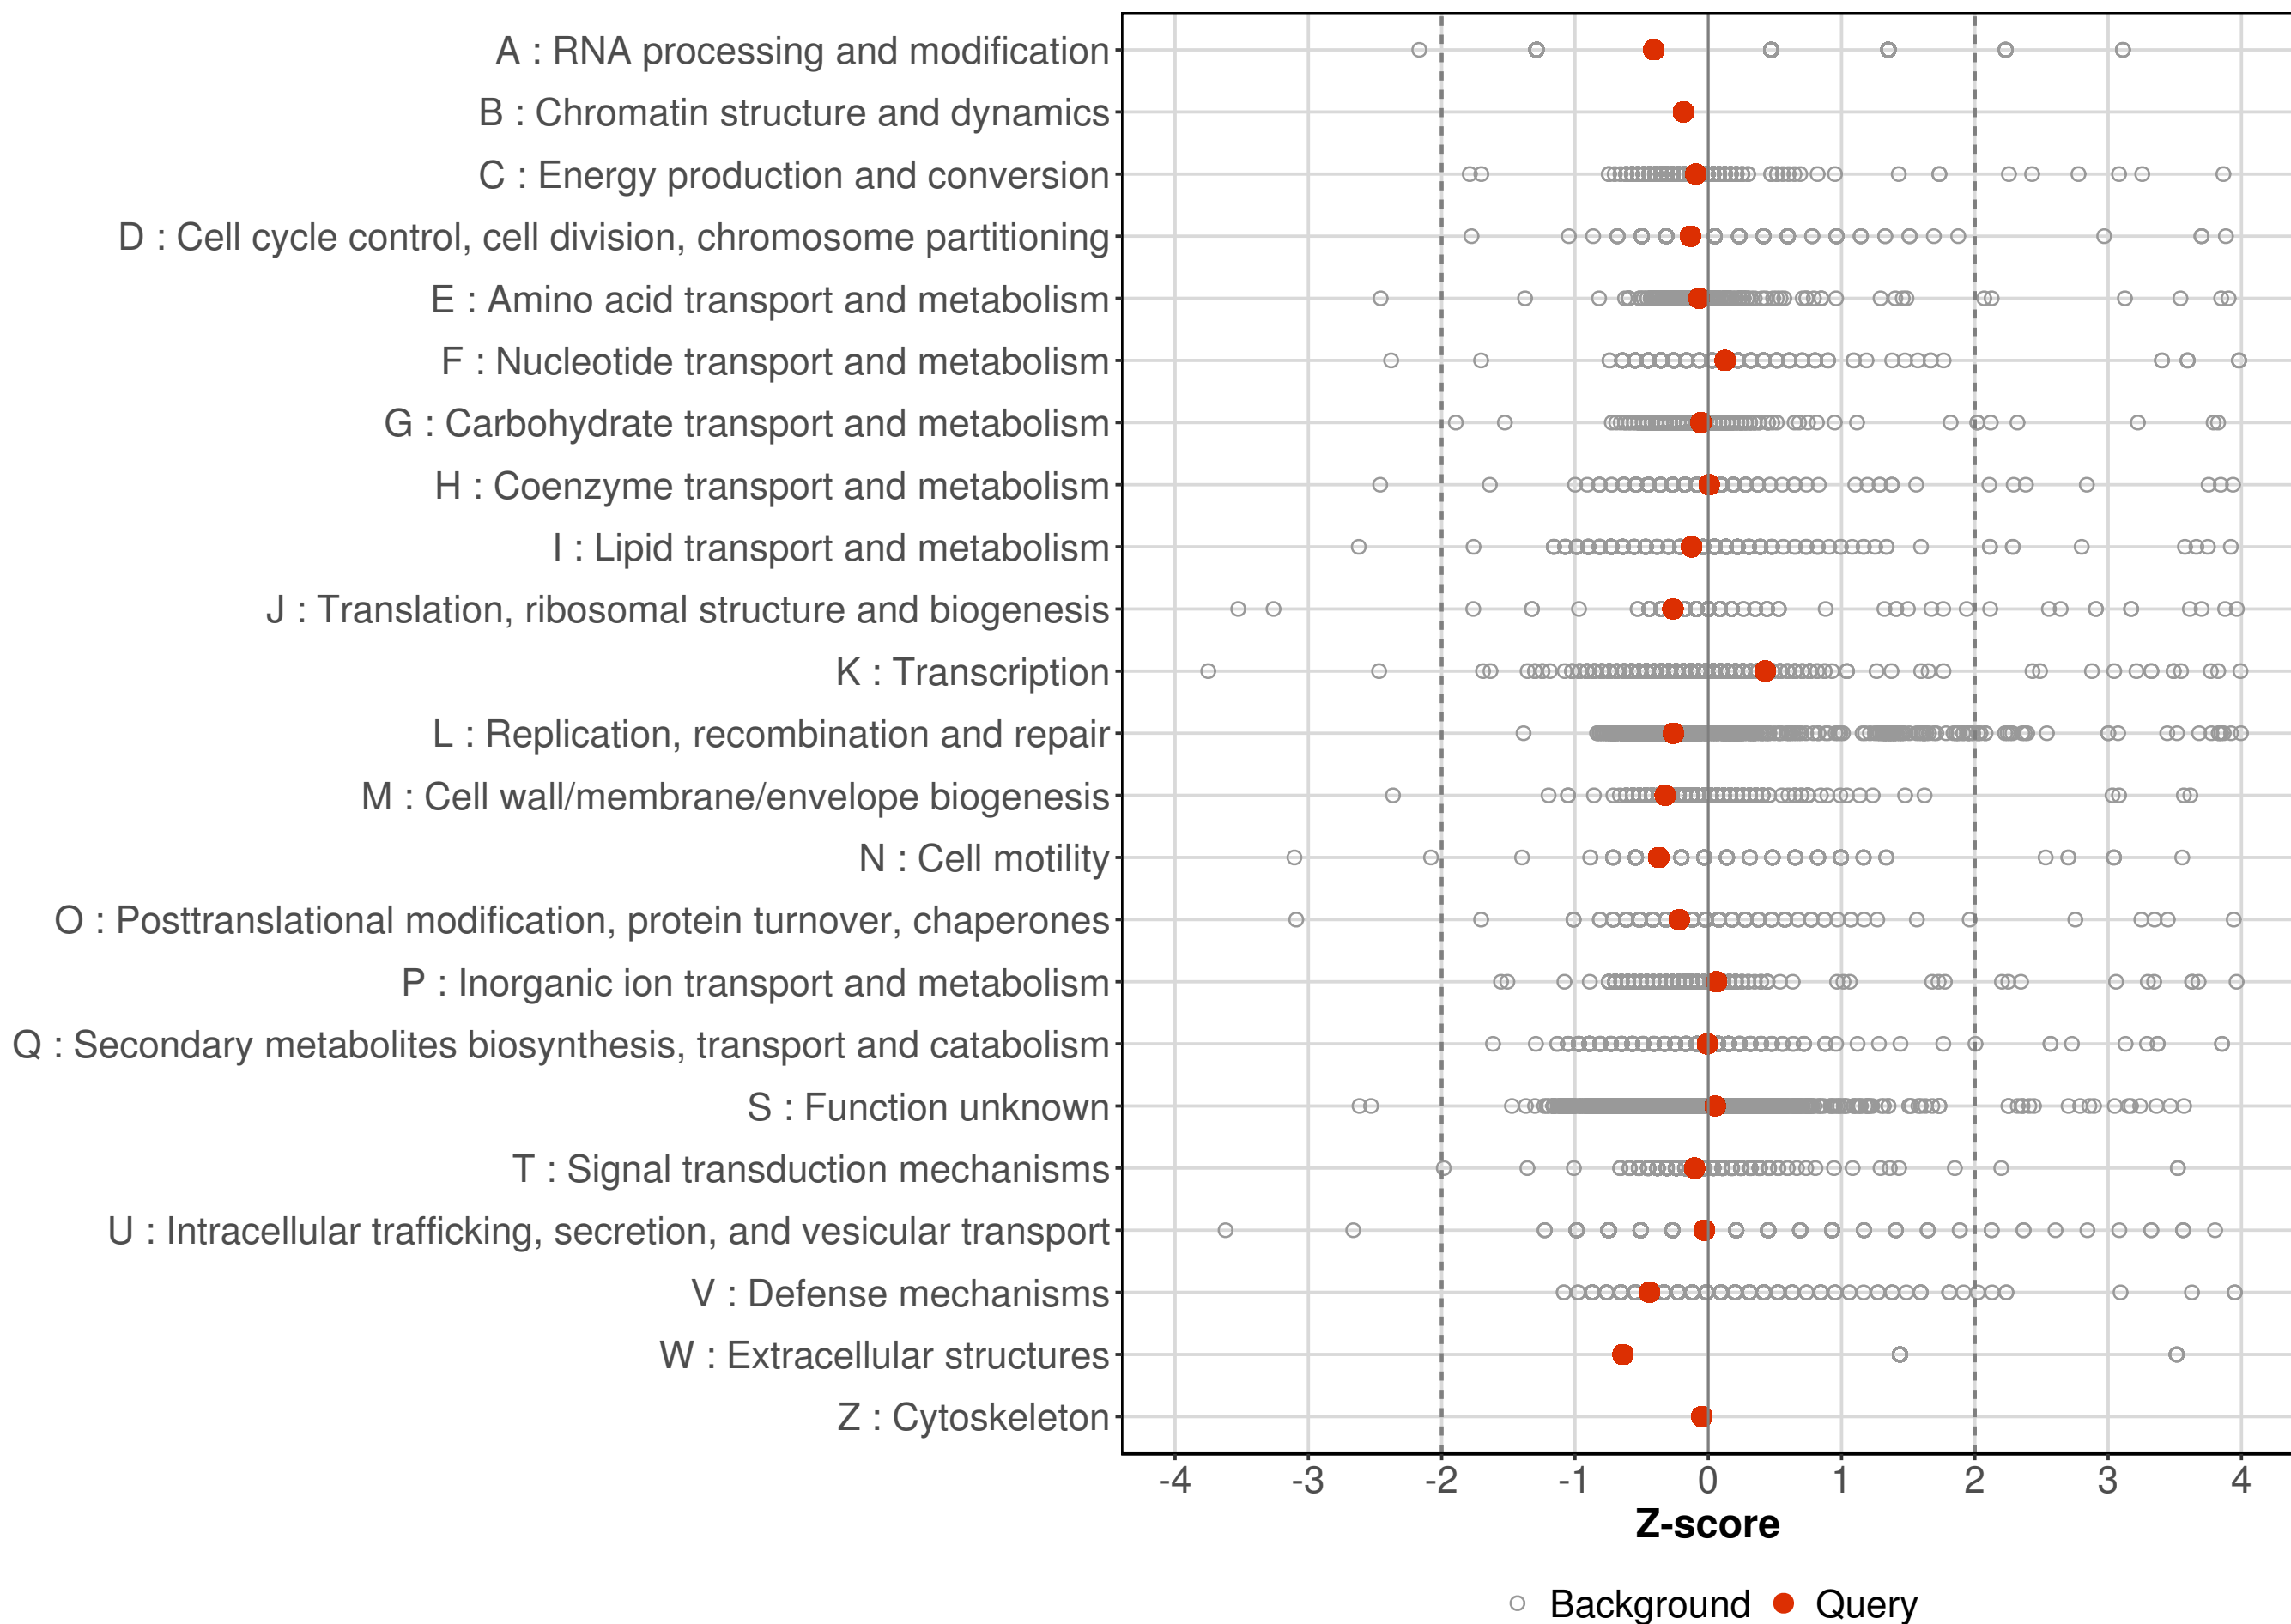 A : RNA processing and modification
B : Chromatin structure and dynamics
C : Energy production and conversion
D : Cell cycle control, cell division, chromosome partitioning
E : Amino acid transport and metabolism
F : Nucleotide transport and metabolism
G : Carbohydrate transport and metabolism
H : Coenzyme transport and metabolism
I : Lipid transport and metabolism
J : Translation, ribosomal structure and biogenesis
K : Transcription
L : Replication, recombination and repair
M : Cell wall/membrane/envelope biogenesis
N : Cell motility
O : Posttranslational modification, protein turnover, chaperones
P : Inorganic ion transport and metabolism
Q : Secondary metabolites biosynthesis, transport and catabolism
S : Function unknown
T : Signal transduction mechanisms
U : Intracellular trafficking, secretion, and vesicular transport
V : Defense mechanisms
W : Extracellular structures
Z : Cytoskeleton
-4 -3 -2 -1 0 1 2 3 4
Z-score
Background Query